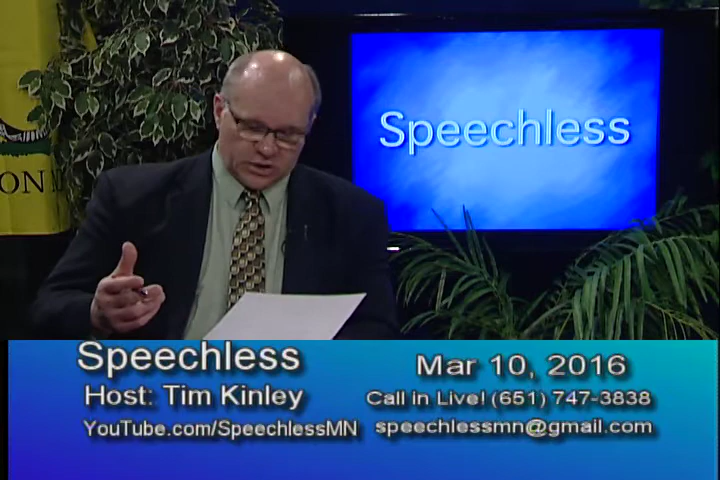 ON
Speechless
Speechless
Host: Tim Kinley
YouTube.com/SpeechlessMN
Mar 10, 2016
Call in Live! (651) 747-3838
speechlessmn@gmail.com